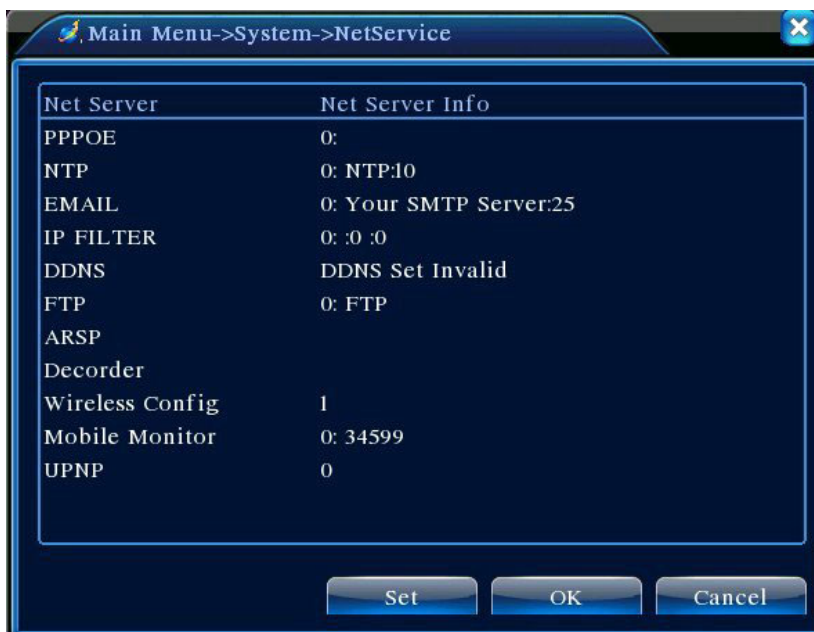 Main Menu->System->NetService
Net Server Net Server Info
PPPOE 0:
NTP 0: NTP:10
EMAIL 0: Your SMTP Server:25
IP FILTER 0: :0 :0
DDNS DDNS Set Invalid
FTP 0: FTP
ARSP
Decorder
Wireless Config 1
Mobile Monitor 0: 34599
UPNP 0
Set OK Cancel